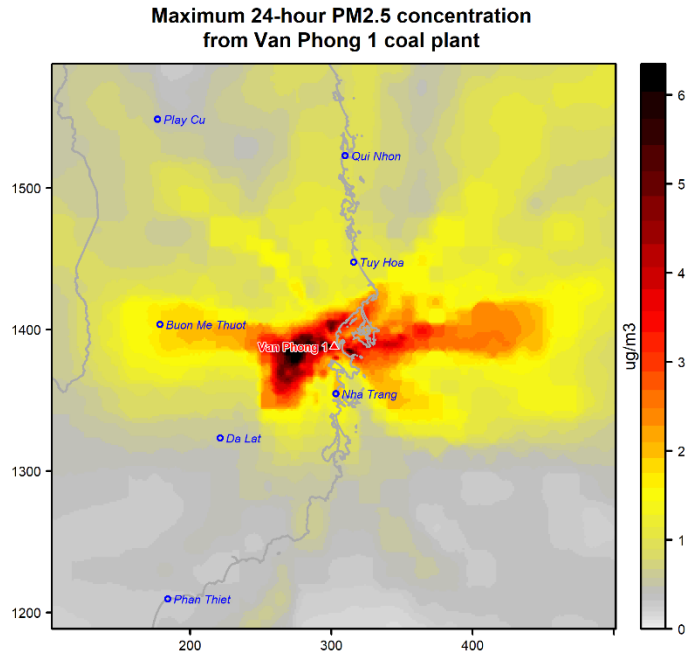 Maximum 24-hour PM2.5 concentration
from Van Phong 1 coal plant
Play Cu
Qui Nhon
Tuy Hoa
Buon Me Thuot
Van Phong 1
Nha Trang
Da Lat
Phan Thiet
1500
1400
1300
1200
200
300
400
6
5
4
3
2
1
0
ug/m3